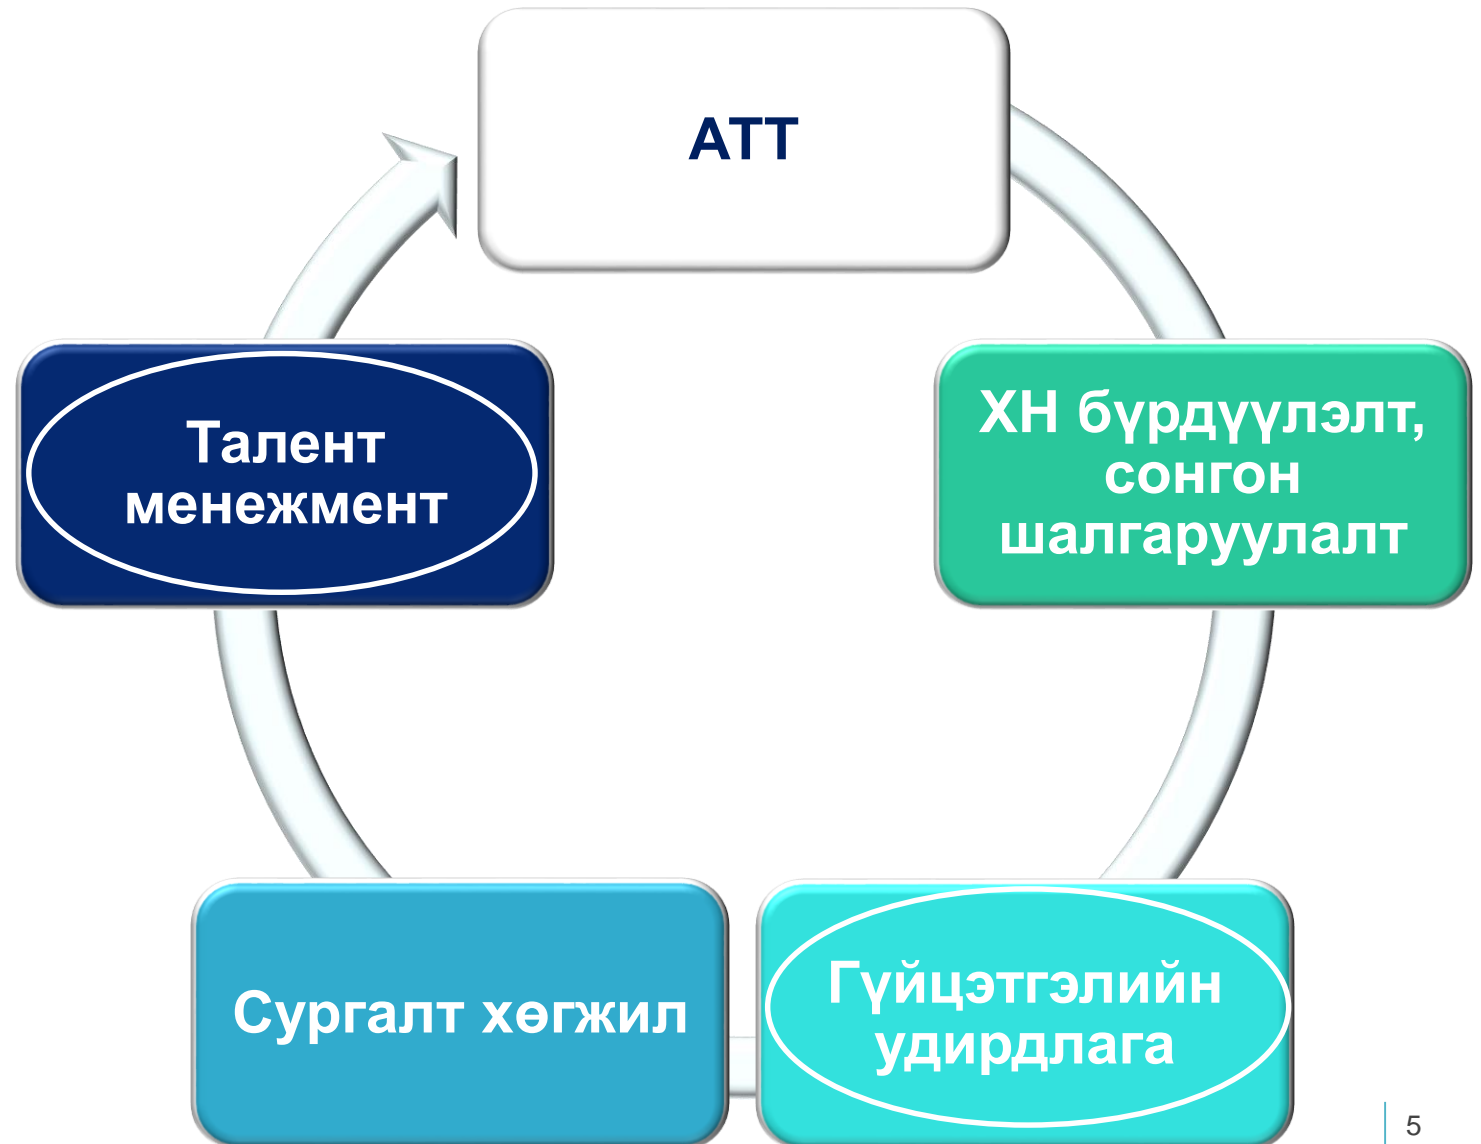 АТТ
ХН бүрдүүлэлт,
сонгон
шалгаруулалт
Гүйцэтгэлийн
удирдлага
Сургалт хөгжил
Талент
менежмент
5